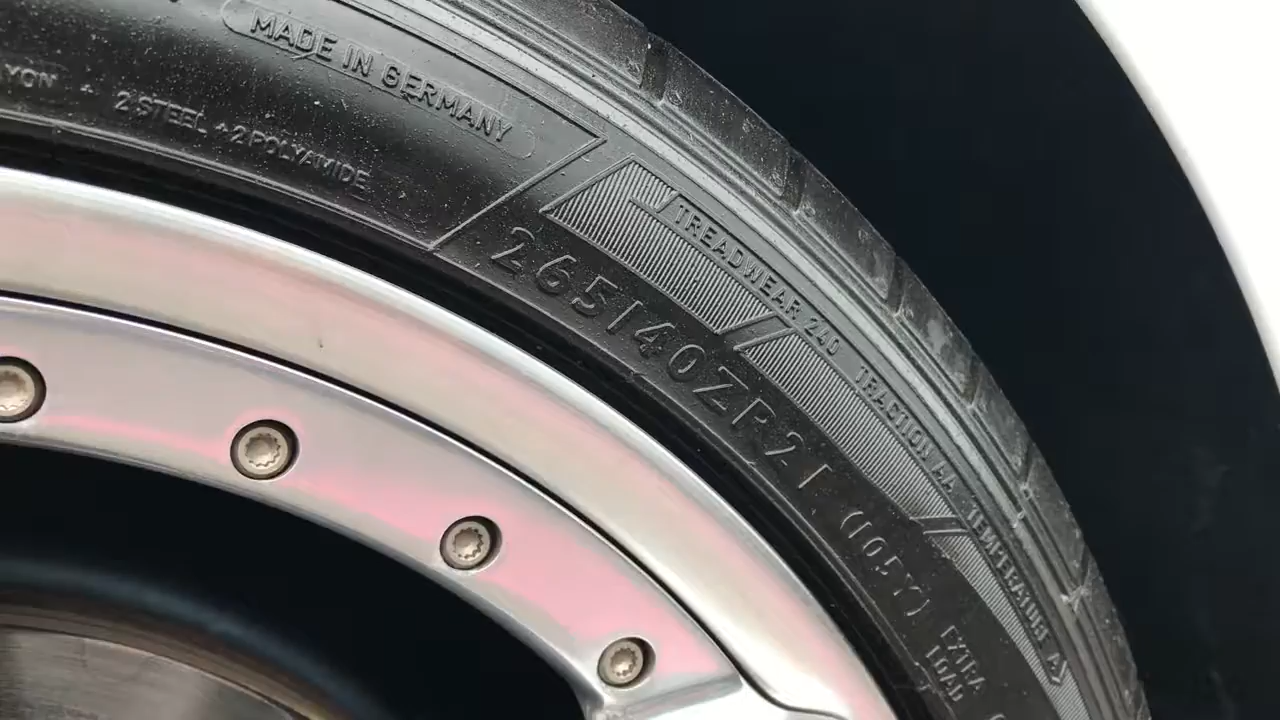 MADE IN GERMANY
2 STEEL + 2 POLYAMIDE
TREADWEAR 240 TRACTION AA TEMPERATURE A
265/40ZR21 (105Y) EXTRA LOAD